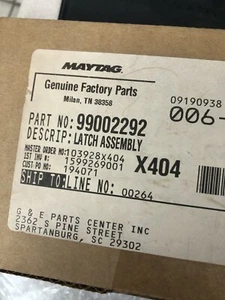 MAYTAG
Genuine Factory Parts
Milan, TN 38358
09190938
006-
PART NO: 99002292
DESCRIP: LATCH ASSEMBLY
MASTER ORDER NO: 103928X404
1ST INV #: 1599269001
X404
CUST PO #: 194071
SHIP TO: LINE NO: 00264
G & E PARTS CENTER INC
2362 S PINE STREET
SPARTANBURG, SC 29302